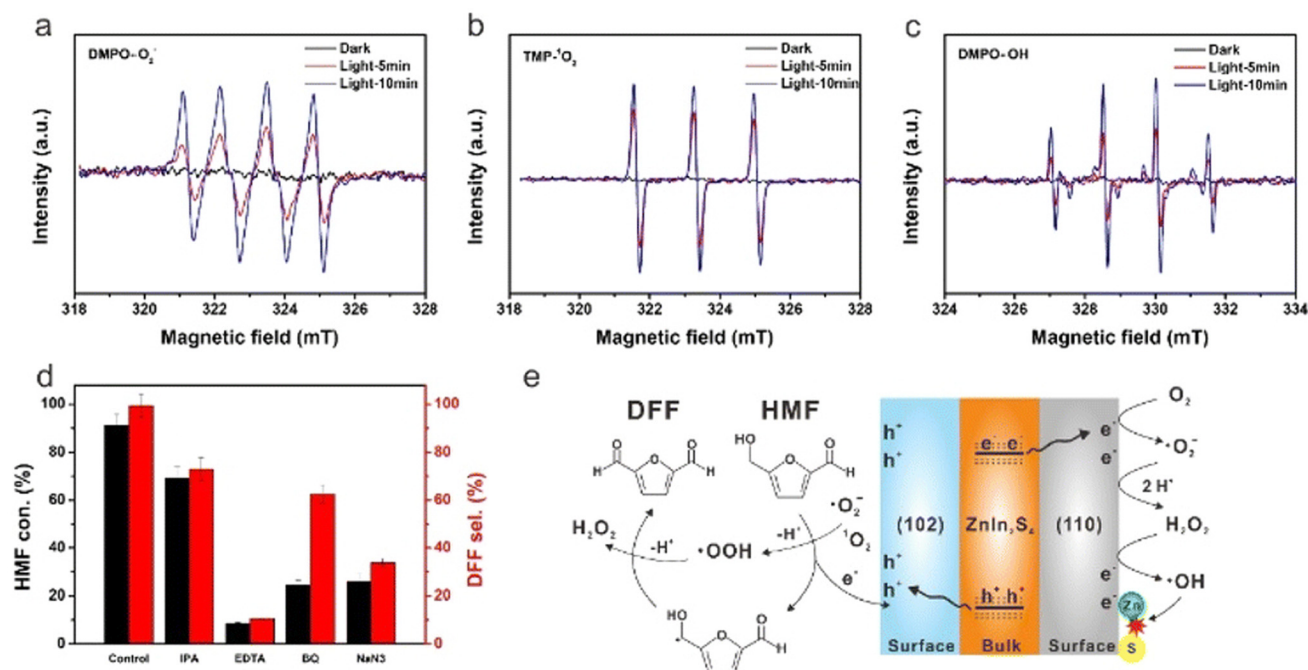 a
DMPO-·O₂⁻
Dark
Light-5min
Light-10min
Intensity (a.u.)
318 320 322 324 326 328
Magnetic field (mT)
b
TMP-¹O₂
Dark
Light-5min
Light-10min
Intensity (a.u.)
318 320 322 324 326 328
Magnetic field (mT)
c
DMPO-OH
Dark
Light-5min
Light-10min
Intensity (a.u.)
324 326 328 330 332 334
Magnetic field (mT)
d
HMF con. (%)
100
80
60
40
20
0
Control IPA EDTA BQ NaN3
100
80
60
40
20
0
DFF sel. (%)
e
DFF HMF
O O
H O H
HO O
O H
H₂O₂
-H⁺
·OOH
-H⁺
·O₂⁻
¹O₂
e⁻
HO O
O H
h⁺
h⁺
(102)
h⁺
h⁺
Surface
e⁻ e⁻
ZnIn₂S₄
h⁺ h⁺
Bulk
e⁻
e⁻
(110)
e⁻
e⁻
Surface
O₂
·O₂⁻
2 H⁺
H₂O₂
·OH
Zn
S